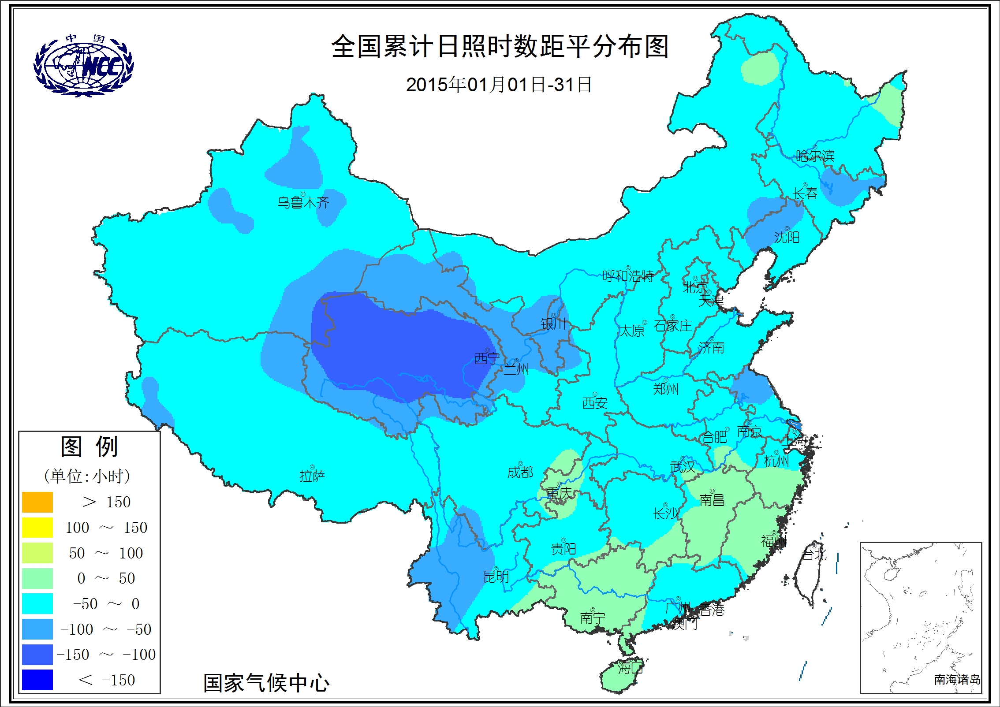 中 国
NCC
全国累计日照时数距平分布图
2015年01月01日-31日
哈尔滨
长春
乌鲁木齐
沈阳
呼和浩特
北京
天津
银川
太原
石家庄
济南
西宁
兰州
郑州
西安
合肥
南京
上海
杭州
武汉
成都
拉萨
重庆
南昌
长沙
贵阳
福州
台北
昆明
广州
香港
澳门
南宁
海口
图 例
(单位:小时)
> 150
100 ～ 150
50 ～ 100
0 ～ 50
-50 ～ 0
-100 ～ -50
-150 ～ -100
< -150
国家气候中心
南海诸岛